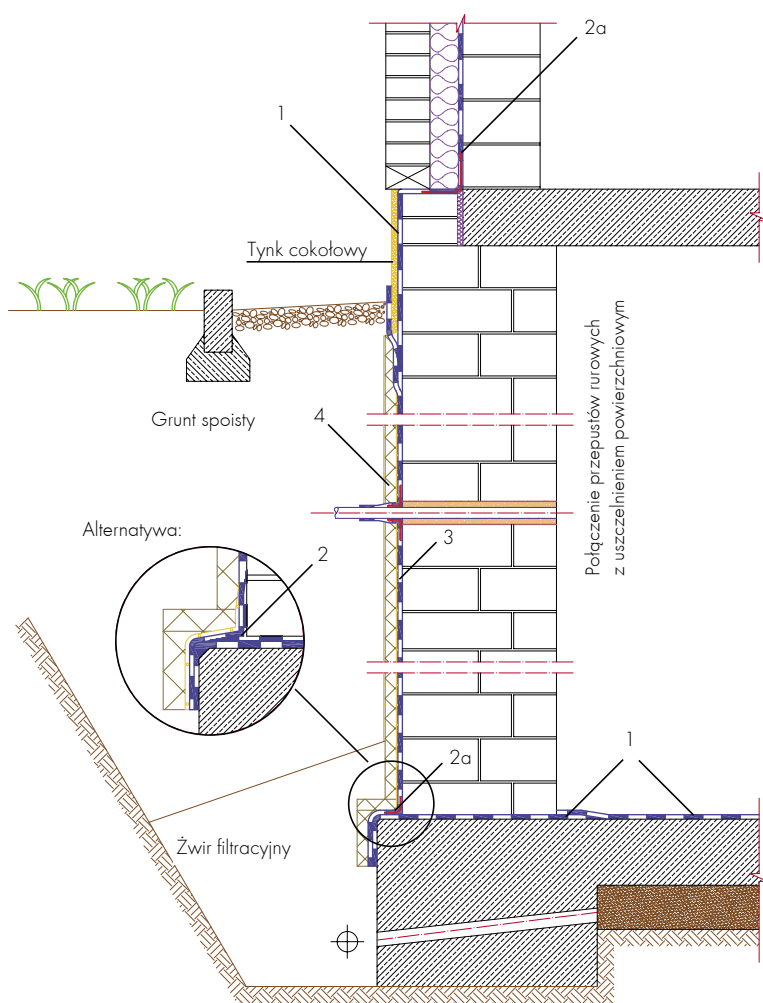 2a
1
Tynk cokołowy
Grunt spoisty
4
Połączenie przepustów rurowych
z uszczelnieniem powierzchniowym
Alternatywa:
2
3
2a
1
Żwir filtracyjny